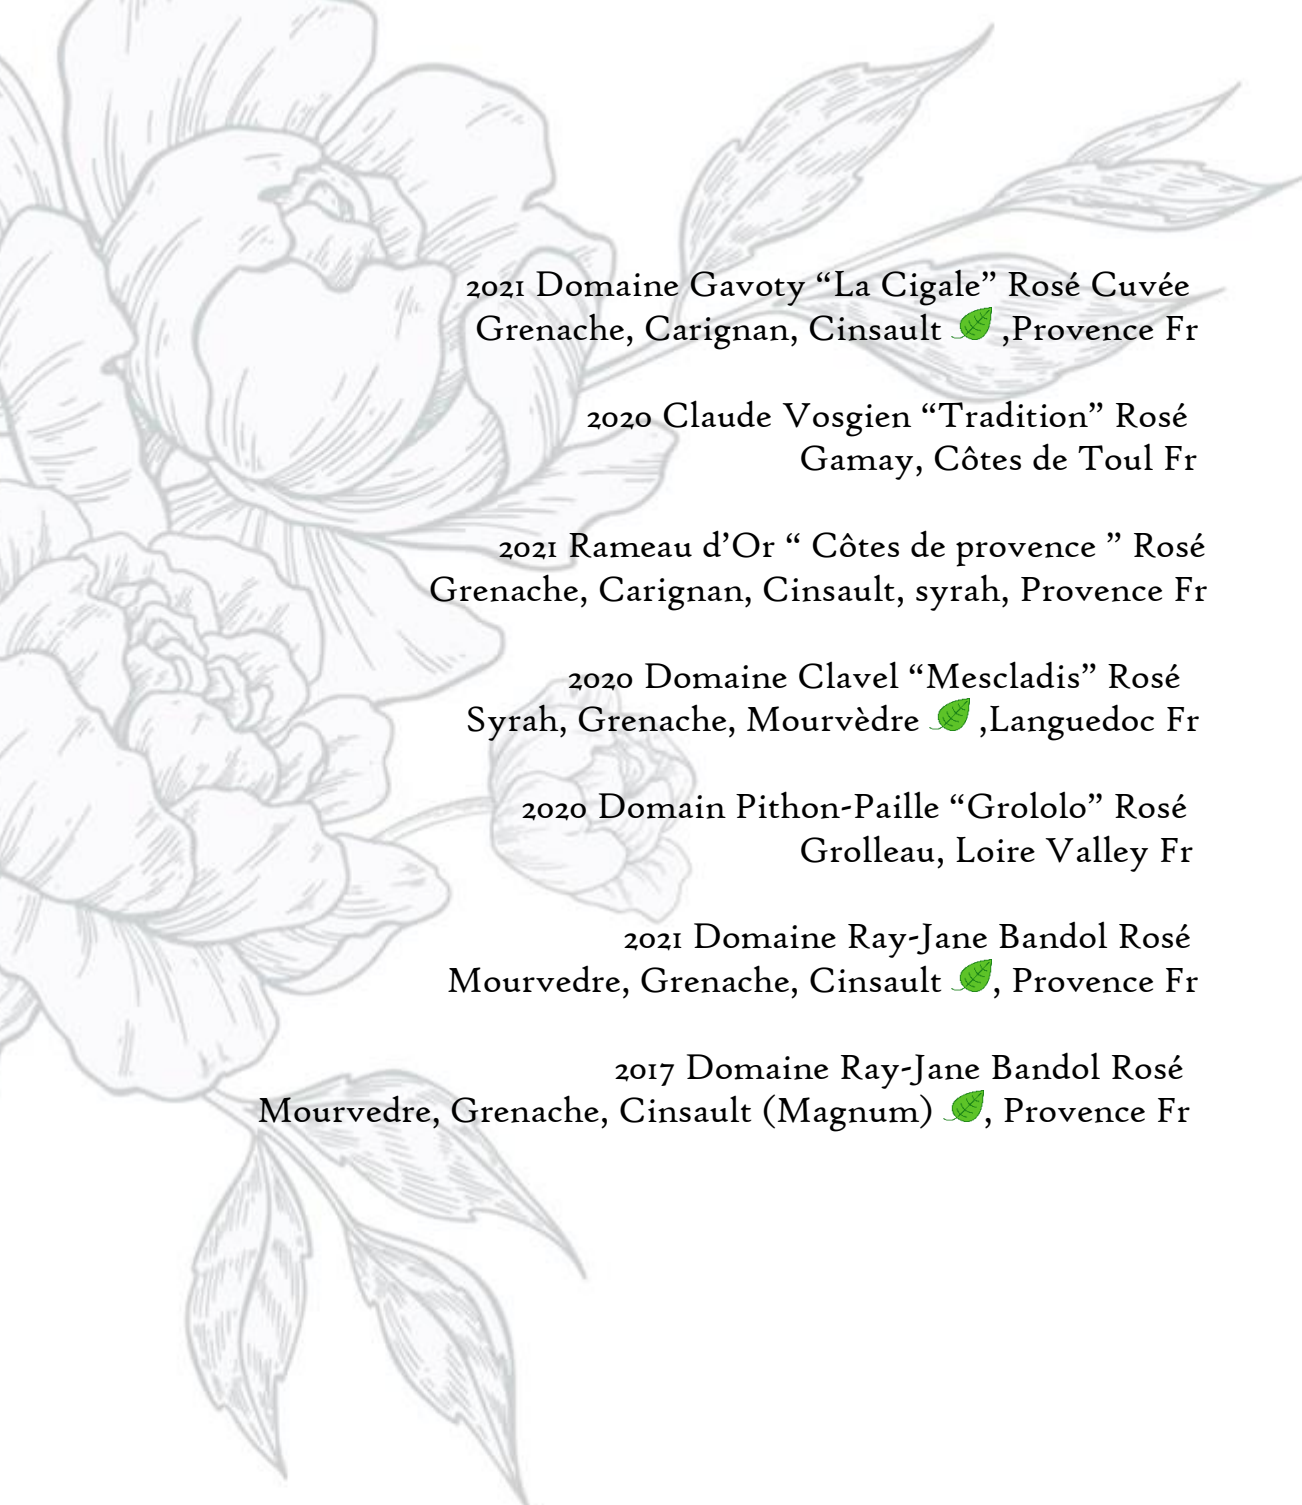 2021 Domaine Gavoty “La Cigale” Rosé Cuvée
Grenache, Carignan, Cinsault 🍃 ,Provence Fr
2020 Claude Vosgien “Tradition” Rosé
Gamay, Côtes de Toul Fr
2021 Rameau d’Or “ Côtes de provence ” Rosé
Grenache, Carignan, Cinsault, syrah, Provence Fr
2020 Domaine Clavel “Mescladis” Rosé
Syrah, Grenache, Mourvèdre 🍃 ,Languedoc Fr
2020 Domain Pithon-Paille “Grololo” Rosé
Grolleau, Loire Valley Fr
2021 Domaine Ray-Jane Bandol Rosé
Mourvedre, Grenache, Cinsault 🍃, Provence Fr
2017 Domaine Ray-Jane Bandol Rosé
Mourvedre, Grenache, Cinsault (Magnum) 🍃, Provence Fr